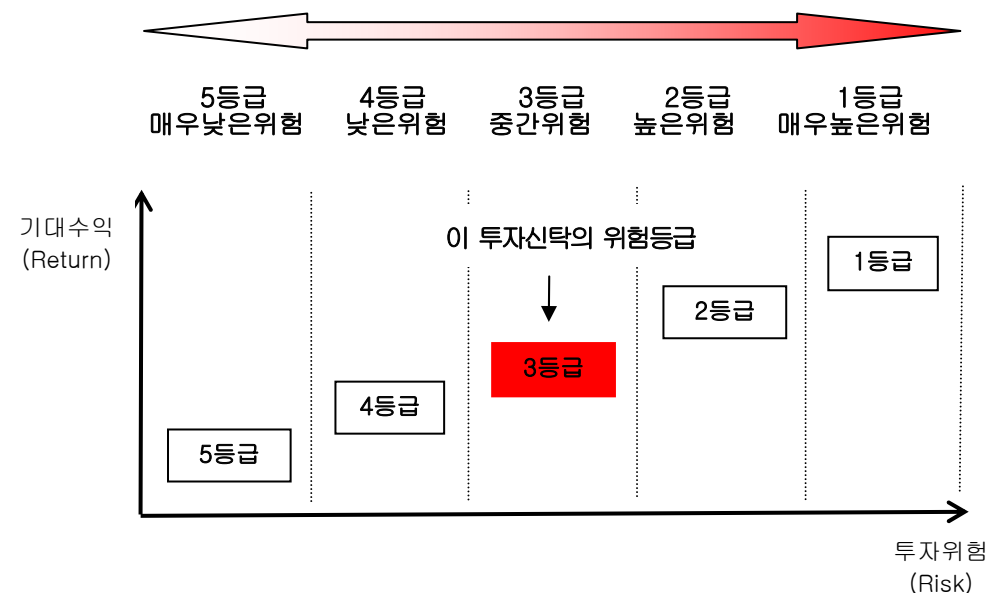 5등급
매우낮은위험
4등급
낮은위험
3등급
중간위험
2등급
높은위험
1등급
매우높은위험
기대수익
(Return)
이 투자신탁의 위험등급
1등급
2등급
3등급
4등급
5등급
투자위험
(Risk)